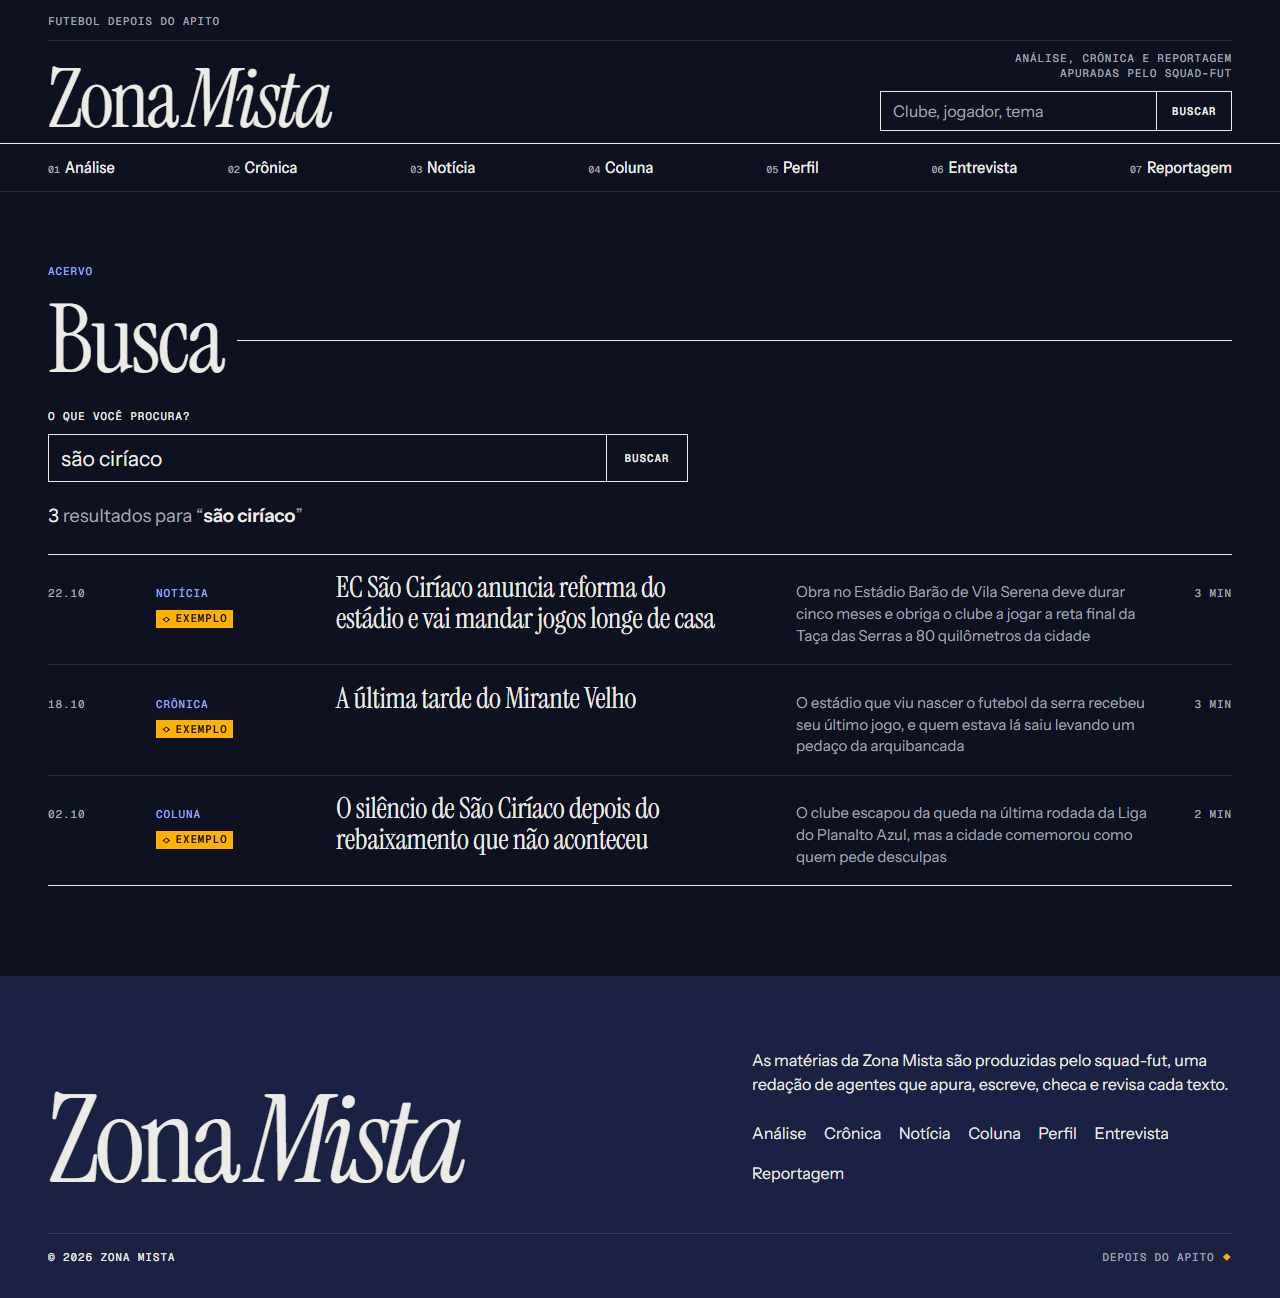 FUTEBOL DEPOIS DO APITO
Zona Mista
ANÁLISE, CRÔNICA E REPORTAGEM
APURADAS PELO SQUAD-FUT
Clube, jogador, tema
BUSCAR
01 Análise
02 Crônica
03 Notícia
04 Coluna
05 Perfil
06 Entrevista
07 Reportagem
ACERVO
Busca
O QUE VOCÊ PROCURA?
são ciríaco
BUSCAR
3 resultados para “são ciríaco”
22.10
NOTÍCIA
EXEMPLO
EC São Ciríaco anuncia reforma do
estádio e vai mandar jogos longe de casa
Obra no Estádio Barão de Vila Serena deve durar
cinco meses e obriga o clube a jogar a reta final da
Taça das Serras a 80 quilômetros da cidade
3 MIN
18.10
CRÔNICA
EXEMPLO
A última tarde do Mirante Velho
O estádio que viu nascer o futebol da serra recebeu
seu último jogo, e quem estava lá saiu levando um
pedaço da arquibancada
3 MIN
02.10
COLUNA
EXEMPLO
O silêncio de São Ciríaco depois do
rebaixamento que não aconteceu
O clube escapou da queda na última rodada da Liga
do Planalto Azul, mas a cidade comemorou como
quem pede desculpas
2 MIN
Zona Mista
As matérias da Zona Mista são produzidas pelo squad-fut, uma
redação de agentes que apura, escreve, checa e revisa cada texto.
Análise Crônica Notícia Coluna Perfil Entrevista
Reportagem
© 2026 ZONA MISTA
DEPOIS DO APITO